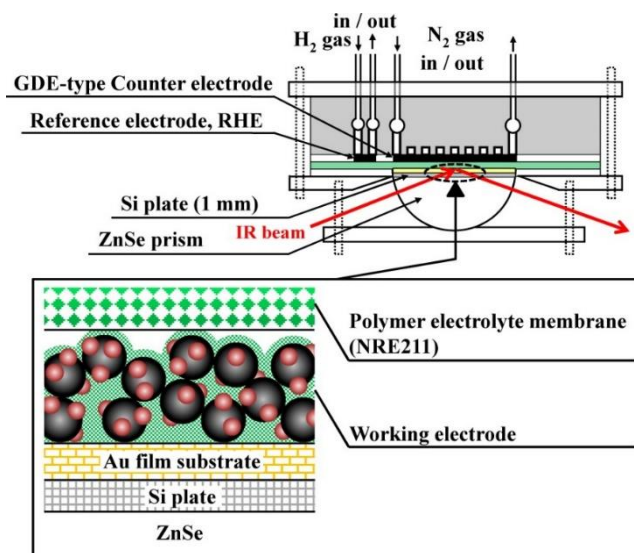 in / out
H2 gas
N2 gas
in / out
GDE-type Counter electrode
Reference electrode, RHE
Si plate (1 mm)
ZnSe prism
IR beam
Polymer electrolyte membrane
(NRE211)
Working electrode
Au film substrate
Si plate
ZnSe